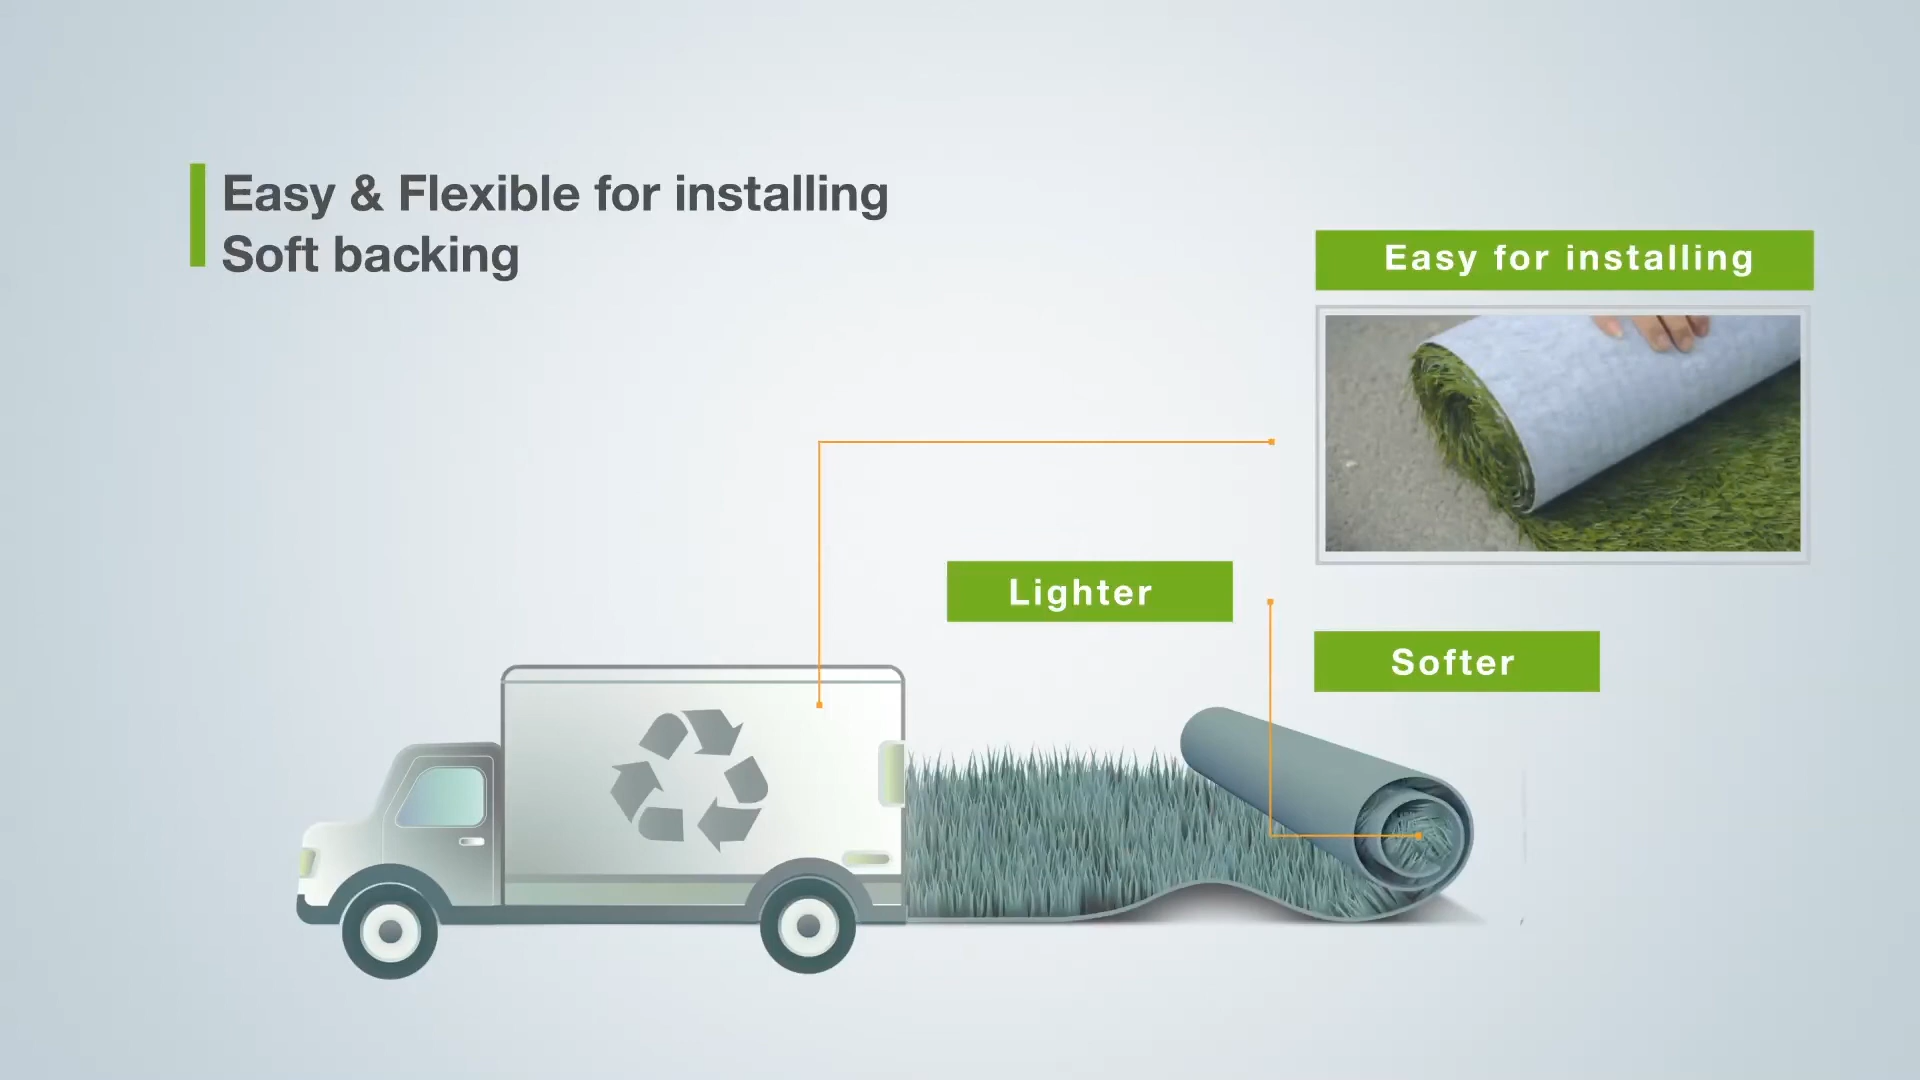 Easy & Flexible for installing
Soft backing
Easy for installing
Lighter
Softer